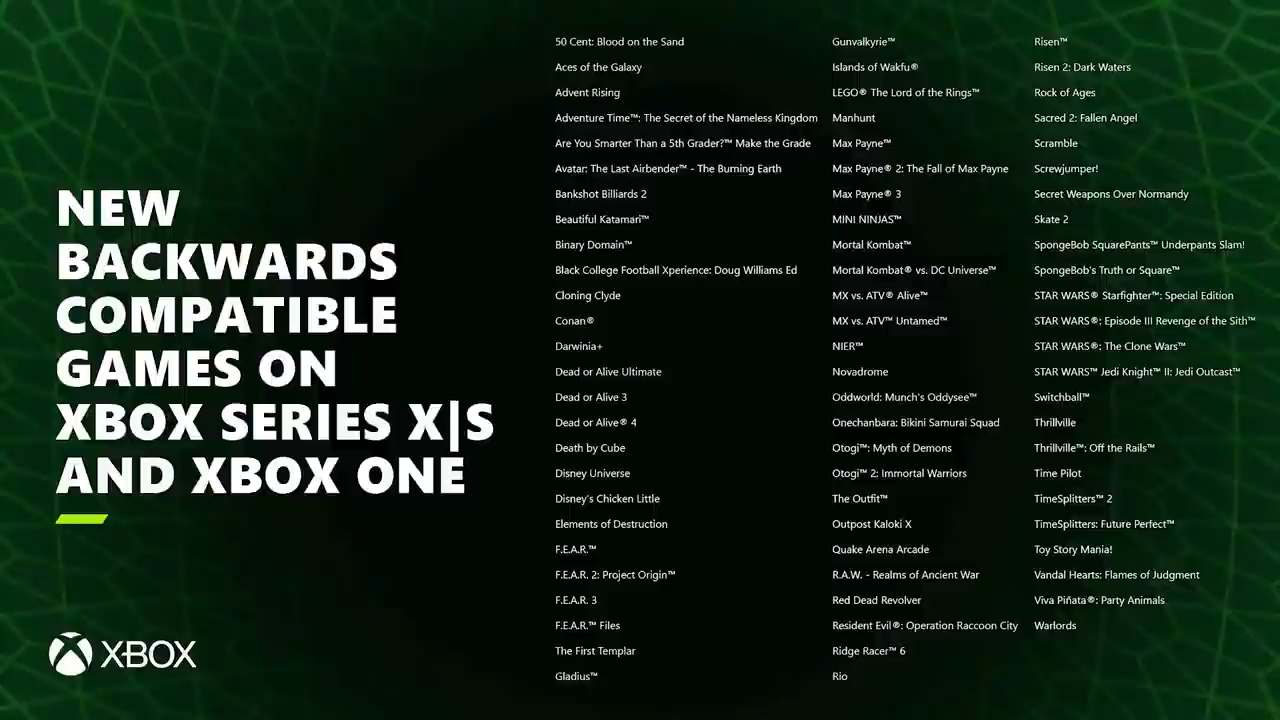 NEW
BACKWARDS
COMPATIBLE
GAMES ON
XBOX SERIES X|S
AND XBOX ONE
XBOX
50 Cent: Blood on the Sand
Aces of the Galaxy
Advent Rising
Adventure Time™: The Secret of the Nameless Kingdom
Are You Smarter Than a 5th Grader?™ Make the Grade
Avatar: The Last Airbender™ - The Burning Earth
Bankshot Billiards 2
Beautiful Katamari™
Binary Domain™
Black College Football Xperience: Doug Williams Ed
Cloning Clyde
Conan®
Darwinia+
Dead or Alive Ultimate
Dead or Alive 3
Dead or Alive® 4
Death by Cube
Disney Universe
Disney's Chicken Little
Elements of Destruction
F.E.A.R.™
F.E.A.R. 2: Project Origin™
F.E.A.R. 3
F.E.A.R.™ Files
The First Templar
Gladius™
Gunvalkyrie™
Islands of Wakfu®
LEGO® The Lord of the Rings™
Manhunt
Max Payne™
Max Payne® 2: The Fall of Max Payne
Max Payne® 3
MINI NINJAS™
Mortal Kombat™
Mortal Kombat® vs. DC Universe™
MX vs. ATV® Alive™
MX vs. ATV™ Untamed™
NIER™
Novadrome
Oddworld: Munch's Oddysee™
Onechanbara: Bikini Samurai Squad
Otogi™: Myth of Demons
Otogi™ 2: Immortal Warriors
The Outfit™
Outpost Kaloki X
Quake Arena Arcade
R.A.W. - Realms of Ancient War
Red Dead Revolver
Resident Evil®: Operation Raccoon City
Ridge Racer™ 6
Rio
Risen™
Risen 2: Dark Waters
Rock of Ages
Sacred 2: Fallen Angel
Scramble
Screwjumper!
Secret Weapons Over Normandy
Skate 2
SpongeBob SquarePants™ Underpants Slam!
SpongeBob's Truth or Square™
STAR WARS® Starfighter™: Special Edition
STAR WARS®: Episode III Revenge of the Sith™
STAR WARS®: The Clone Wars™
STAR WARS™ Jedi Knight™ II: Jedi Outcast™
Switchball™
Thrillville
Thrillville™: Off the Rails™
Time Pilot
TimeSplitters™ 2
TimeSplitters: Future Perfect™
Toy Story Mania!
Vandal Hearts: Flames of Judgment
Viva Piñata®: Party Animals
Warlords